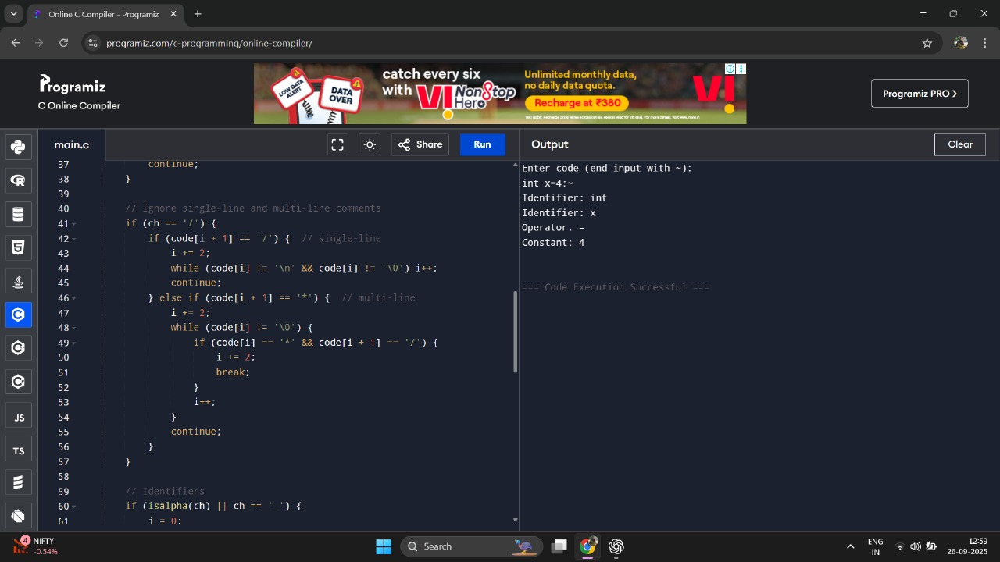 Online C Compiler - Programiz
programiz.com/c-programming/online-compiler/
Programiz
C Online Compiler
LOW DATA ALERT
DATA OVER
catch every six
with VI NonStop Hero
Unlimited monthly data,
no daily data quota.
Recharge at ₹380
VI
Programiz PRO >
main.c
Share
Run
Output
Clear
37 continue;
38 }
39
40 // Ignore single-line and multi-line comments
41 if (ch == '/') {
42 if (code[i + 1] == '/') { // single-line
43 i += 2;
44 while (code[i] != '\n' && code[i] != '\0') i++;
45 continue;
46 } else if (code[i + 1] == '*') { // multi-line
47 i += 2;
48 while (code[i] != '\0') {
49 if (code[i] == '*' && code[i + 1] == '/') {
50 i += 2;
51 break;
52 }
53 i++;
54 }
55 continue;
56 }
57 }
58
59 // Identifiers
60 if (isalpha(ch) || ch == '_') {
61 j = 0;
Enter code (end input with ~):
int x=4;~
Identifier: int
Identifier: x
Operator: =
Constant: 4
=== Code Execution Successful ===
JS
TS
4
NIFTY
-0.54%
Search
ENG
IN
12:59
26-09-2025